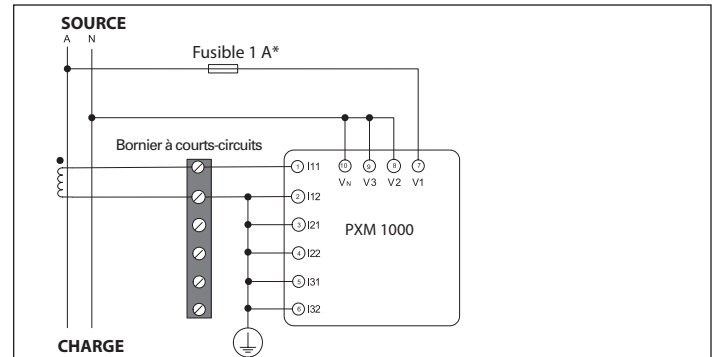 SOURCE
A N
Fusible 1 A*
Bornier à courts-circuits
10 9 8 7
VN V3 V2 V1
1 I11
2 I12
3 I21
4 I22
5 I31
6 I32
PXM 1000
CHARGE